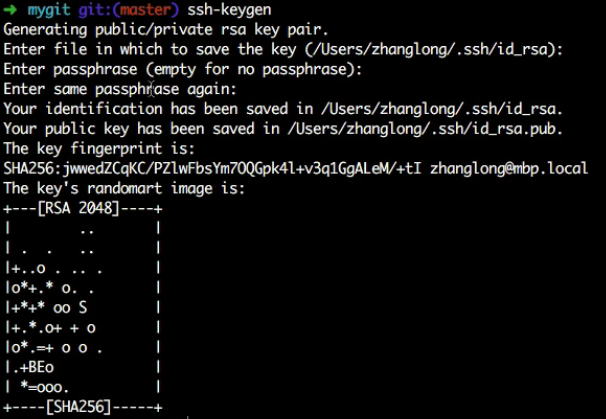 ➜ mygit git:(master) ssh-keygen
Generating public/private rsa key pair.
Enter file in which to save the key (/Users/zhanglong/.ssh/id_rsa):
Enter passphrase (empty for no passphrase):
Enter same passphrase again:
Your identification has been saved in /Users/zhanglong/.ssh/id_rsa.
Your public key has been saved in /Users/zhanglong/.ssh/id_rsa.pub.
The key fingerprint is:
SHA256:jwwedZCqKC/PZlwFbsYm7OQGpk4l+v3q1GgALeM/+tI zhanglong@mbp.local
The key's randomart image is:
+---[RSA 2048]----+
|        ..       |
| .  .   ..       |
|+..o . .. .      |
|o*+.* o. .       |
|+*+* oo S        |
|+.*.o+ + o       |
|o*.=+ o o .      |
|.+BEo            |
| *=ooo.          |
+----[SHA256]-----+